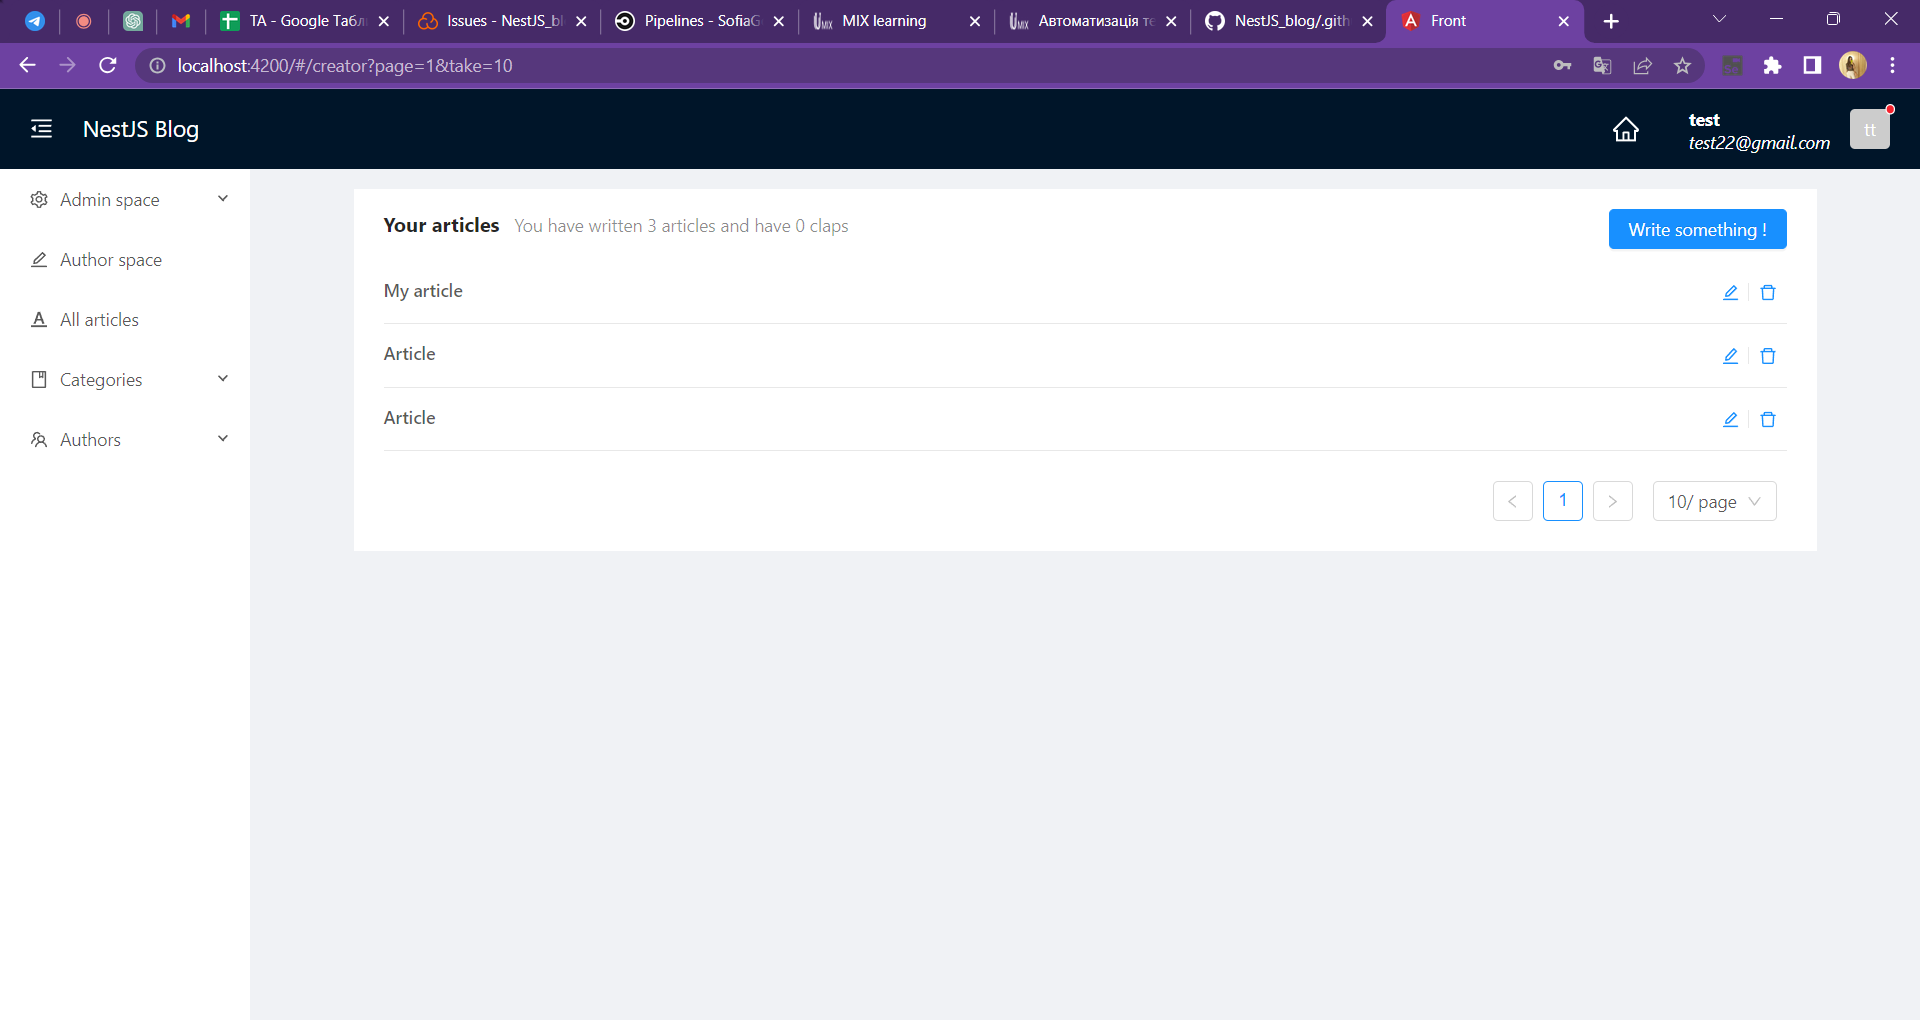 TA - Google Табл
Issues - NestJS_bl
Pipelines - SofiaG
MIX learning
Автоматизація те
NestJS_blog/.gith
Front
localhost:4200/#/creator?page=1&take=10
NestJS Blog
test
test22@gmail.com
tt
Admin space
Author space
All articles
Categories
Authors
Your articles You have written 3 articles and have 0 claps
Write something !
My article
Article
Article
< 1 > 10/ page